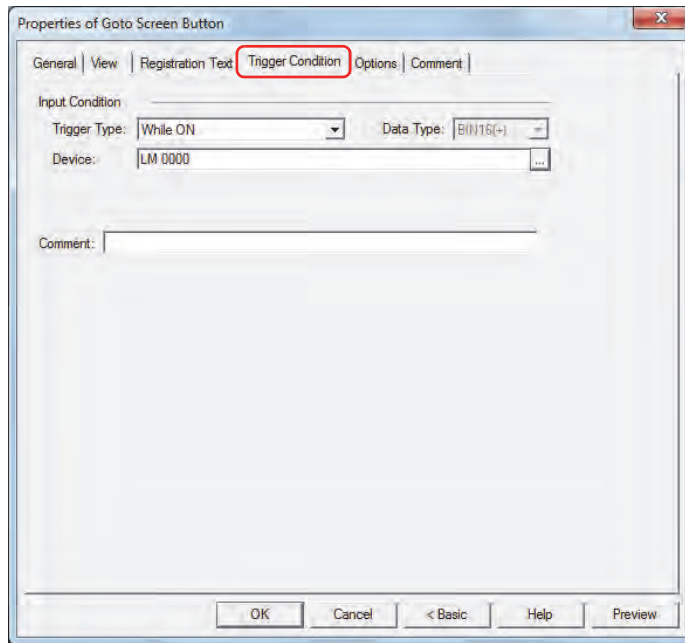 Properties of Goto Screen Button
General View Registration Text Trigger Condition Options Comment
Input Condition
Trigger Type: While ON Data Type: BIN16(+)
Device: LM 0000 ...
Comment:
OK Cancel < Basic Help Preview